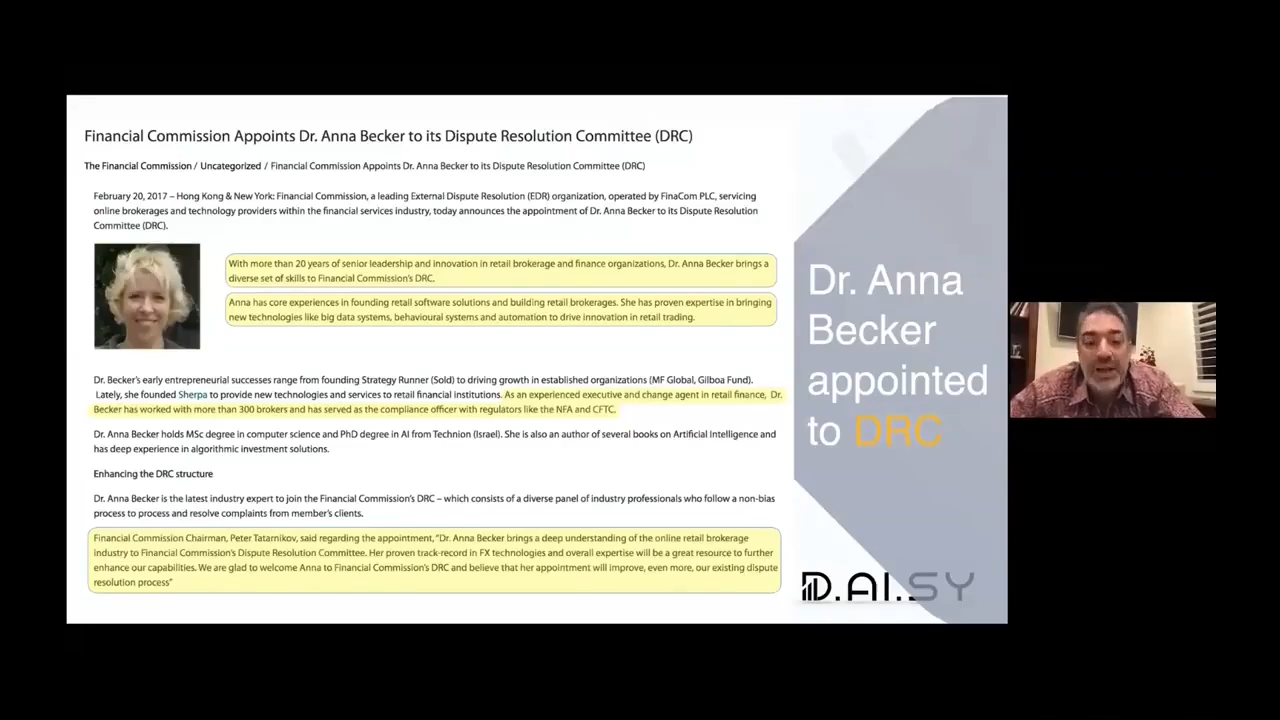 Financial Commission Appoints Dr. Anna Becker to its Dispute Resolution Committee (DRC)
The Financial Commission / Uncategorized / Financial Commission Appoints Dr. Anna Becker to its Dispute Resolution Committee (DRC)
February 20, 2017 – Hong Kong & New York: Financial Commission, a leading External Dispute Resolution (EDR) organization, operated by FinaCom PLC, servicing
online brokerages and technology providers within the financial services industry, today announces the appointment of Dr. Anna Becker to its Dispute Resolution
Committee (DRC).
With more than 20 years of senior leadership and innovation in retail brokerage and finance organizations, Dr. Anna Becker brings a
diverse set of skills to Financial Commission's DRC.
Anna has core experiences in founding retail software solutions and building retail brokerages. She has proven expertise in bringing
new technologies like big data systems, behavioural systems and automation to drive innovation in retail trading.
Dr. Becker's early entrepreneurial successes range from founding Strategy Runner (Sold) to driving growth in established organizations (MF Global, Gilboa Fund).
Lately, she founded Sherpa to provide new technologies and services to retail financial institutions. As an experienced executive and change agent in retail finance, Dr.
Becker has worked with more than 300 brokers and has served as the compliance officer with regulators like the NFA and CFTC.
Dr. Anna Becker holds MSc degree in computer science and PhD degree in AI from Technion (Israel). She is also an author of several books on Artificial Intelligence and
has deep experience in algorithmic investment solutions.
Enhancing the DRC structure
Dr. Anna Becker is the latest industry expert to join the Financial Commission's DRC – which consists of a diverse panel of industry professionals who follow a non-bias
process to process and resolve complaints from member's clients.
Financial Commission Chairman, Peter Tatarnikov, said regarding the appointment, "Dr. Anna Becker brings a deep understanding of the online retail brokerage
industry to Financial Commission's Dispute Resolution Committee. Her proven track-record in FX technologies and overall expertise will be a great resource to further
enhance our capabilities. We are glad to welcome Anna to Financial Commission's DRC and believe that her appointment will improve, even more, our existing dispute
resolution process"
Dr. Anna
Becker
appointed
to DRC
D.AI.SY